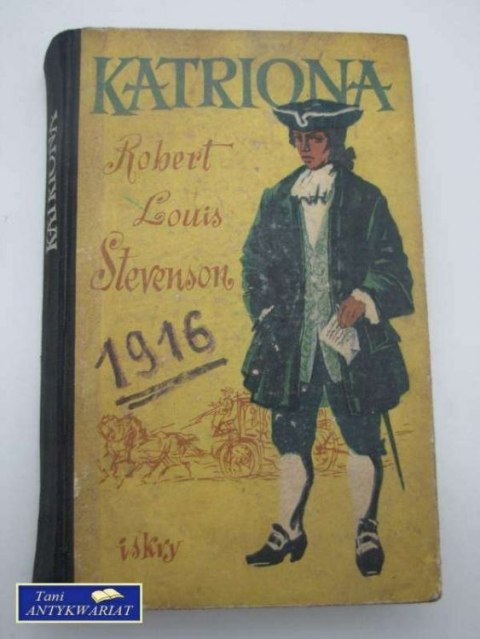 KATRIONA
Robert
Louis
Stevenson
1916
iskry
KATRIONA
Tani
ANTYKWARIAT